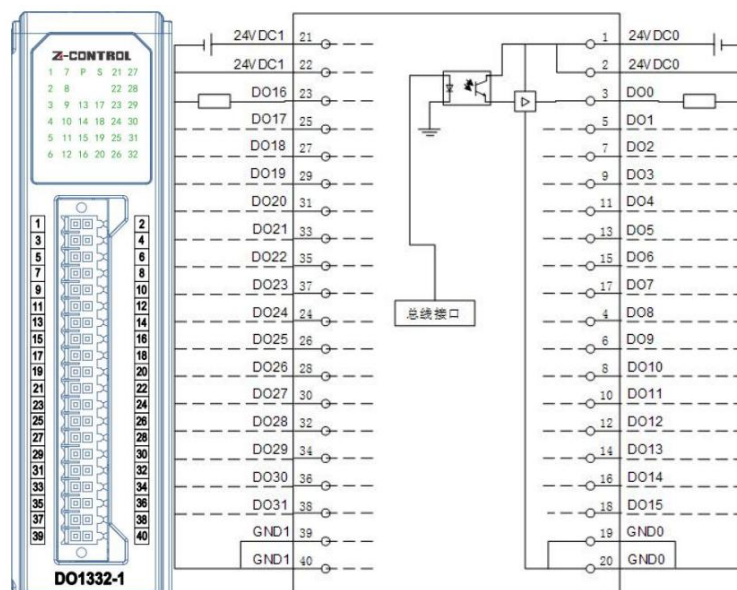 Z-CONTROL
1 7 P S 21 27
2 8 22 28
3 9 13 17 23 29
4 10 14 18 24 30
5 11 15 19 25 31
6 12 16 20 26 32
1 2
3 4
5 6
7 8
9 10
11 12
13 14
15 16
17 18
19 20
21 22
23 24
25 26
27 28
29 30
31 32
33 34
35 36
37 38
39 40
DO1332-1
24VDC1 21
24VDC1 22
DO16 23
DO17 25
DO18 27
DO19 29
DO20 31
DO21 33
DO22 35
DO23 37
DO24 24
DO25 26
DO26 28
DO27 30
DO28 32
DO29 34
DO30 36
DO31 38
GND1 39
GND1 40
总线接口
1 24VDC0
2 24VDC0
3 DO0
5 DO1
7 DO2
9 DO3
11 DO4
13 DO5
15 DO6
17 DO7
4 DO8
6 DO9
8 DO10
10 DO11
12 DO12
14 DO13
16 DO14
18 DO15
19 GND0
20 GND0